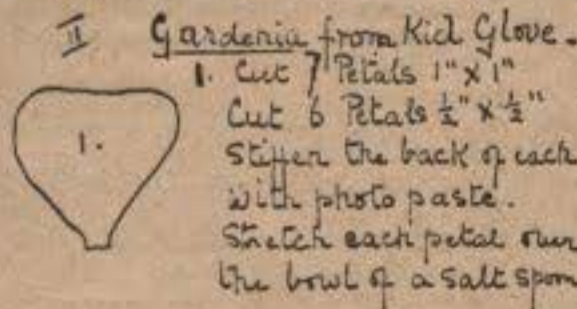 II Gardenia from Kid Glove.
1. Cut 7 Petals 1" x 1"
Cut 6 Petals ½" x ½"
1.
Stiffen the back of each
with photo paste.
Stretch each petal over
the bowl of a salt spoon